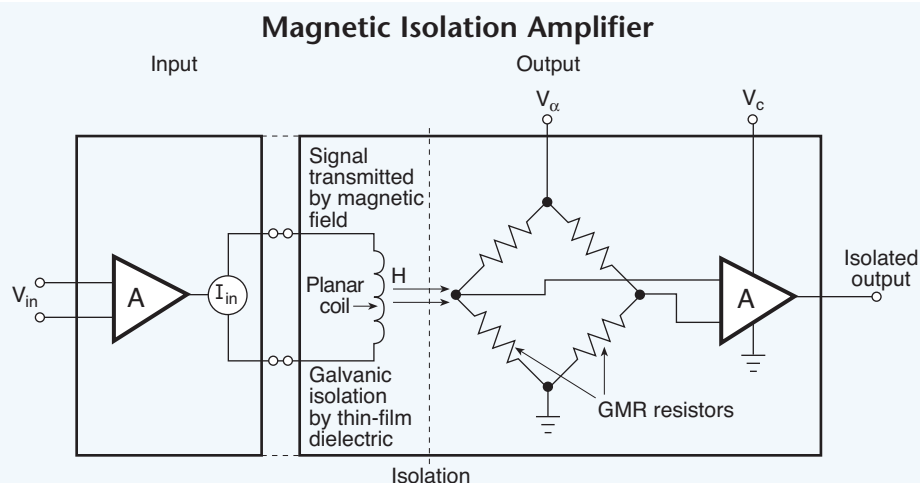 Magnetic Isolation Amplifier
Input
Output
Vα
Vc
Signal
transmitted
by magnetic
field
Vin
A
Iin
Planar
coil
H
A
Isolated
output
Galvanic
isolation
by thin-film
dielectric
GMR resistors
Isolation